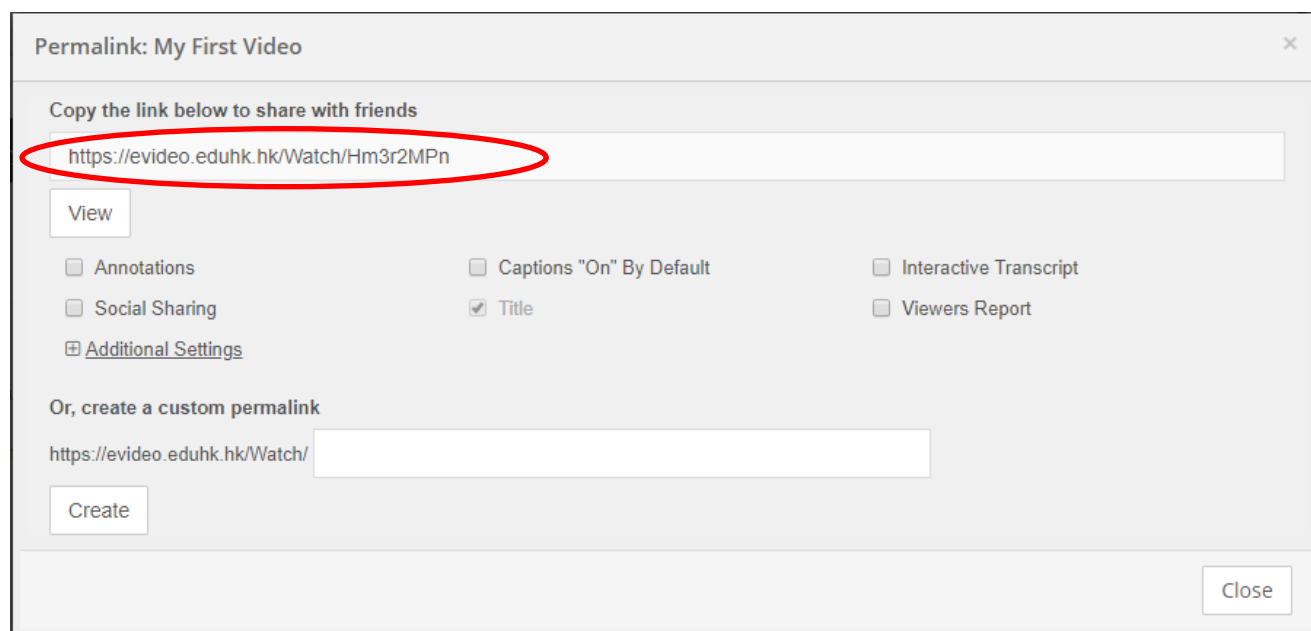 Permalink: My First Video ×
Copy the link below to share with friends
https://evideo.eduhk.hk/Watch/Hm3r2MPn
View
Annotations Captions "On" By Default Interactive Transcript
Social Sharing Title Viewers Report
Additional Settings
Or, create a custom permalink
https://evideo.eduhk.hk/Watch/
Create
Close